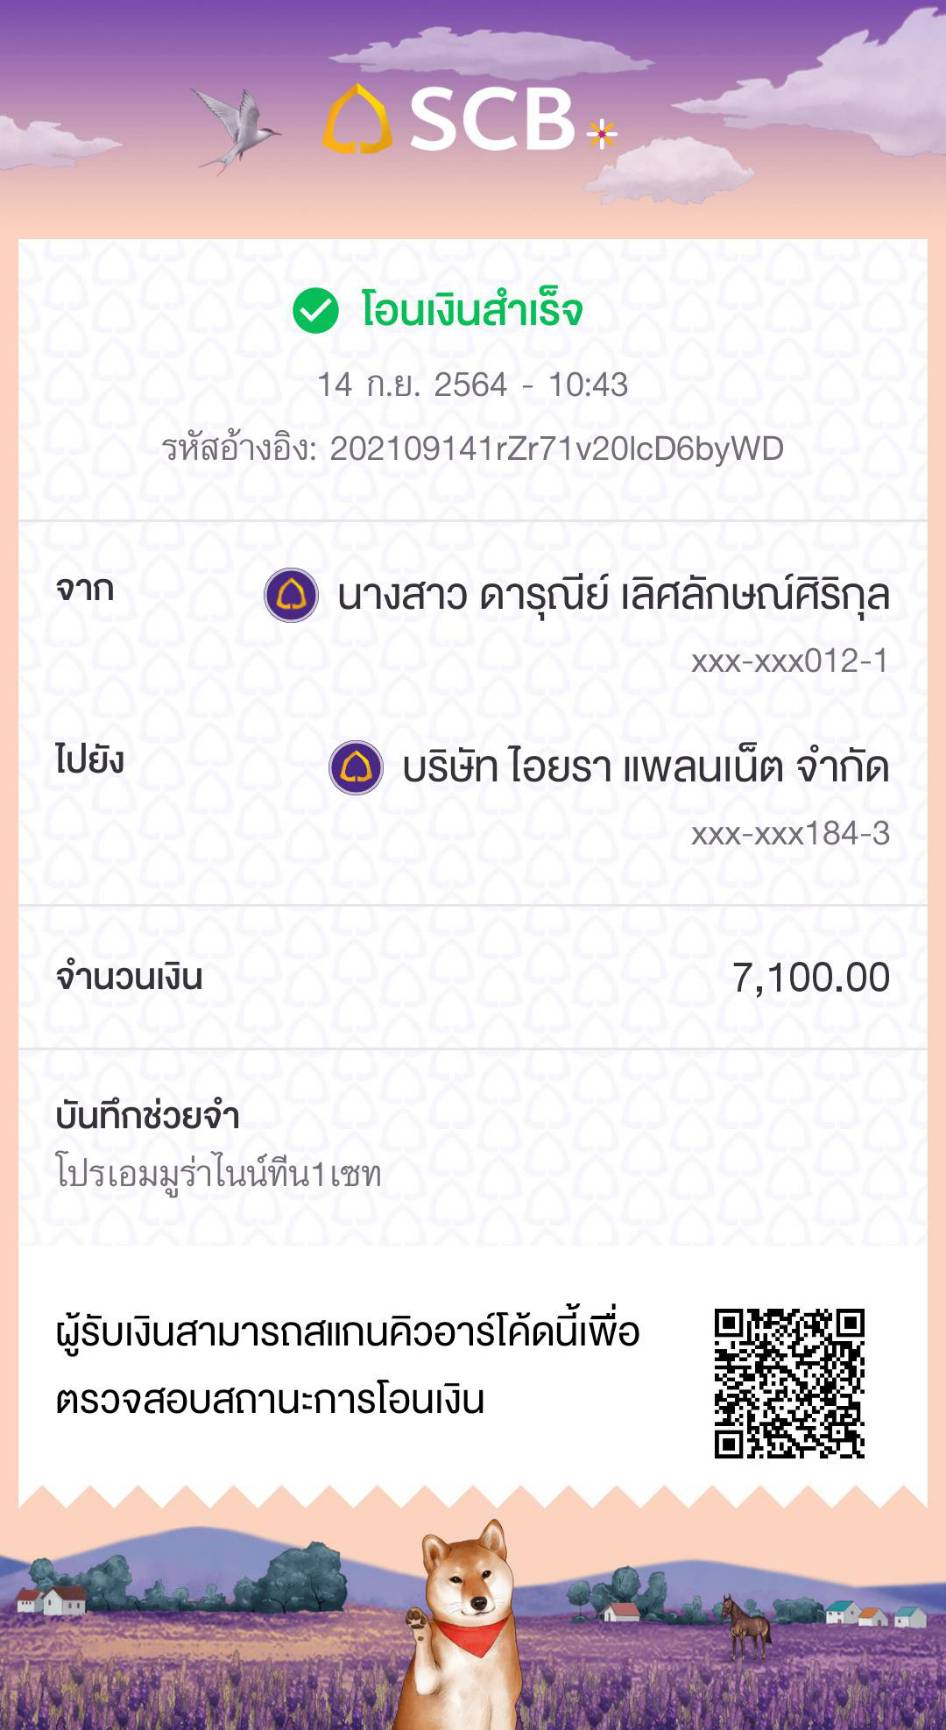 SCB
โอนเงินสำเร็จ
14 ก.ย. 2564 - 10:43
รหัสอ้างอิง: 202109141rZr71v20lcD6byWD
จาก
นางสาว ดารุณีย์ เลิศลักษณ์ศิริกุล
xxx-xxx012-1
ไปยัง
บริษัท ไอยรา แพลนเน็ต จำกัด
xxx-xxx184-3
จำนวนเงิน
7,100.00
บันทึกช่วยจำ
โปรเอมมูร่าไนน์ทีน1เซท
ผู้รับเงินสามารถสแกนคิวอาร์โค้ดนี้เพื่อ
ตรวจสอบสถานะการโอนเงิน